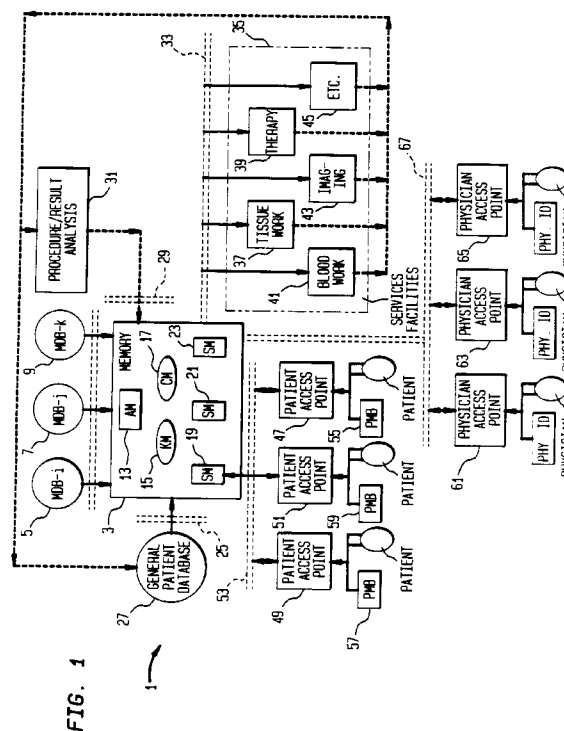 FIG. 1
1
5
MDB-i
7
MDB-j
9
MDB-k
PROCEDURE/RESULT
ANALYSIS
31
29
33
35
3
MEMORY
AM
13
KM
15
CM
17
SM
19
SM
21
SM
23
GENERAL
PATIENT
DATABASE
27
25
TISSUE
WORK
37
THERAPY
39
BLOOD
WORK
41
IMAG-
ING
43
ETC.
45
SERVICES
FACILITIES
53
PATIENT
ACCESS
POINT
49
PATIENT
ACCESS
POINT
51
PATIENT
ACCESS
POINT
47
PMB
57
PATIENT
PMB
59
PATIENT
PMB
55
PATIENT
67
PHYSICIAN
ACCESS
POINT
61
PHYSICIAN
ACCESS
POINT
63
PHYSICIAN
ACCESS
POINT
65
PHY. ID
PHY. ID
PHY. ID